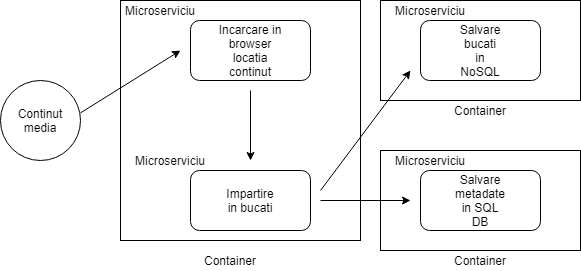 Microserviciu
Incarcare in
browser
locatia
continut
Continut
media
Microserviciu
Impartire
in bucati
Container
Microserviciu
Salvare
bucati
in
NoSQL
Container
Microserviciu
Salvare
metadate
in SQL
DB
Container